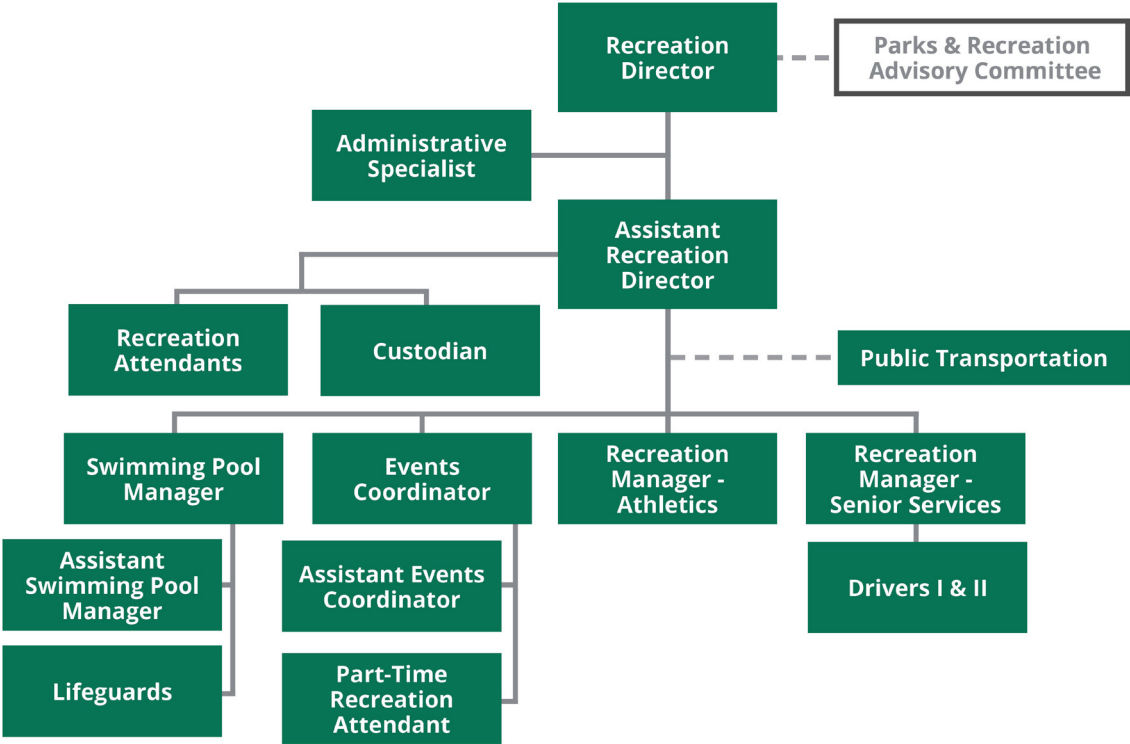 Recreation
Director
Parks & Recreation
Advisory Committee
Administrative
Specialist
Assistant
Recreation
Director
Recreation
Attendants
Custodian
Public Transportation
Swimming Pool
Manager
Events
Coordinator
Recreation
Manager -
Athletics
Recreation
Manager -
Senior Services
Assistant
Swimming Pool
Manager
Assistant Events
Coordinator
Drivers I & II
Lifeguards
Part-Time
Recreation
Attendant